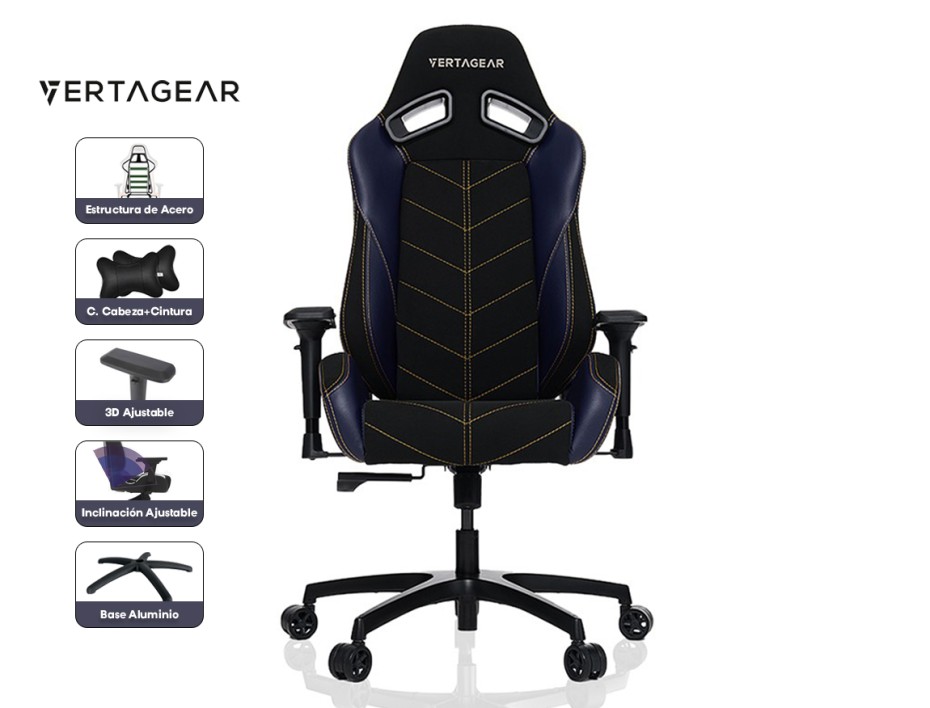 VERTAGEAR
VERTAGEAR
Estructura de Acero
C. Cabeza+Cintura
3D Ajustable
Inclinación Ajustable
Base Aluminio